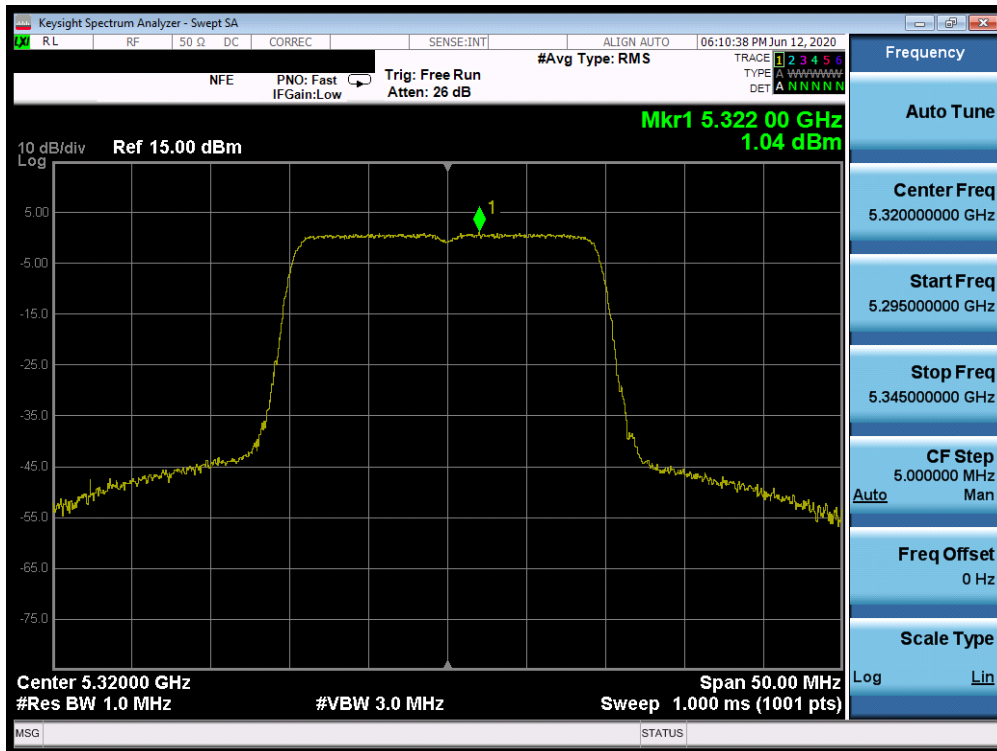 Keysight Spectrum Analyzer - Swept SA
LXI RL RF 50 Ω DC CORREC SENSE:INT ALIGN AUTO 06:10:38 PM Jun 12, 2020
#Avg Type: RMS TRACE 1 2 3 4 5 6
NFE PNO: Fast Trig: Free Run TYPE A WWWWW
IFGain:Low Atten: 26 dB DET A N N N N N
Mkr1 5.322 00 GHz
1.04 dBm
10 dB/div Ref 15.00 dBm
Log
1
5.00
-5.00
-15.0
-25.0
-35.0
-45.0
-55.0
-65.0
-75.0
Center 5.32000 GHz Span 50.00 MHz
#Res BW 1.0 MHz #VBW 3.0 MHz Sweep 1.000 ms (1001 pts)
MSG STATUS
Frequency
Auto Tune
Center Freq
5.320000000 GHz
Start Freq
5.295000000 GHz
Stop Freq
5.345000000 GHz
CF Step
5.000000 MHz
Auto Man
Freq Offset
0 Hz
Scale Type
Log Lin